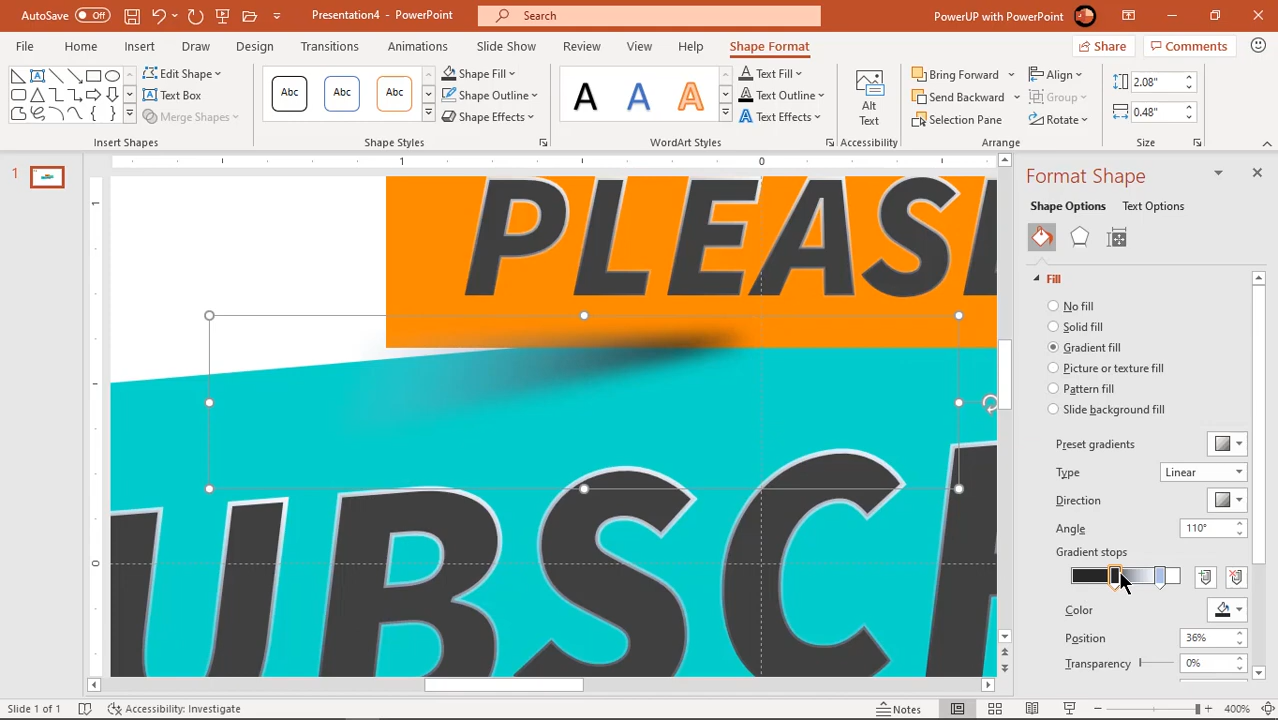 AutoSave Off Presentation4 - PowerPoint Search PowerUP with PowerPoint
File Home Insert Draw Design Transitions Animations Slide Show Review View Help Shape Format Share Comments
Edit Shape Shape Fill Text Fill Bring Forward Align 2.08"
Text Box Abc Abc Abc Shape Outline A A A Text Outline Alt Text Send Backward Group 0.48"
Merge Shapes Shape Effects Text Effects Selection Pane Rotate
Insert Shapes Shape Styles WordArt Styles Accessibility Arrange Size
1 0
1
Format Shape
Shape Options Text Options
PLEAS
Fill
No fill
Solid fill
Gradient fill
Picture or texture fill
Pattern fill
Slide background fill
Preset gradients
Type Linear
Direction
Angle 110°
Gradient stops
UBSC
0
Color
Position 36%
Transparency 0%
Slide 1 of 1 Accessibility: Investigate Notes 400%